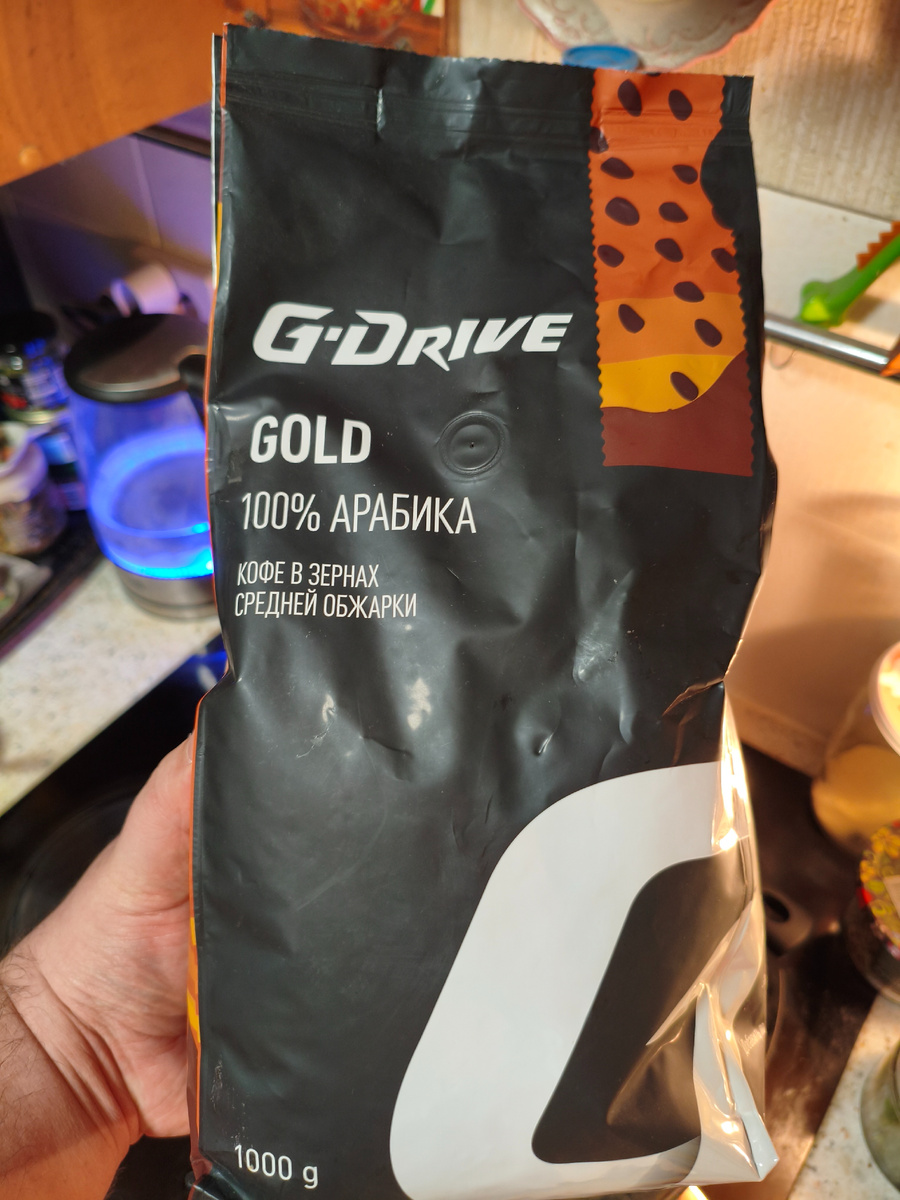 G-DRIVE
GOLD
100% АРАБИКА
КОФЕ В ЗЕРНАХ
СРЕДНЕЙ ОБЖАРКИ
1000 g